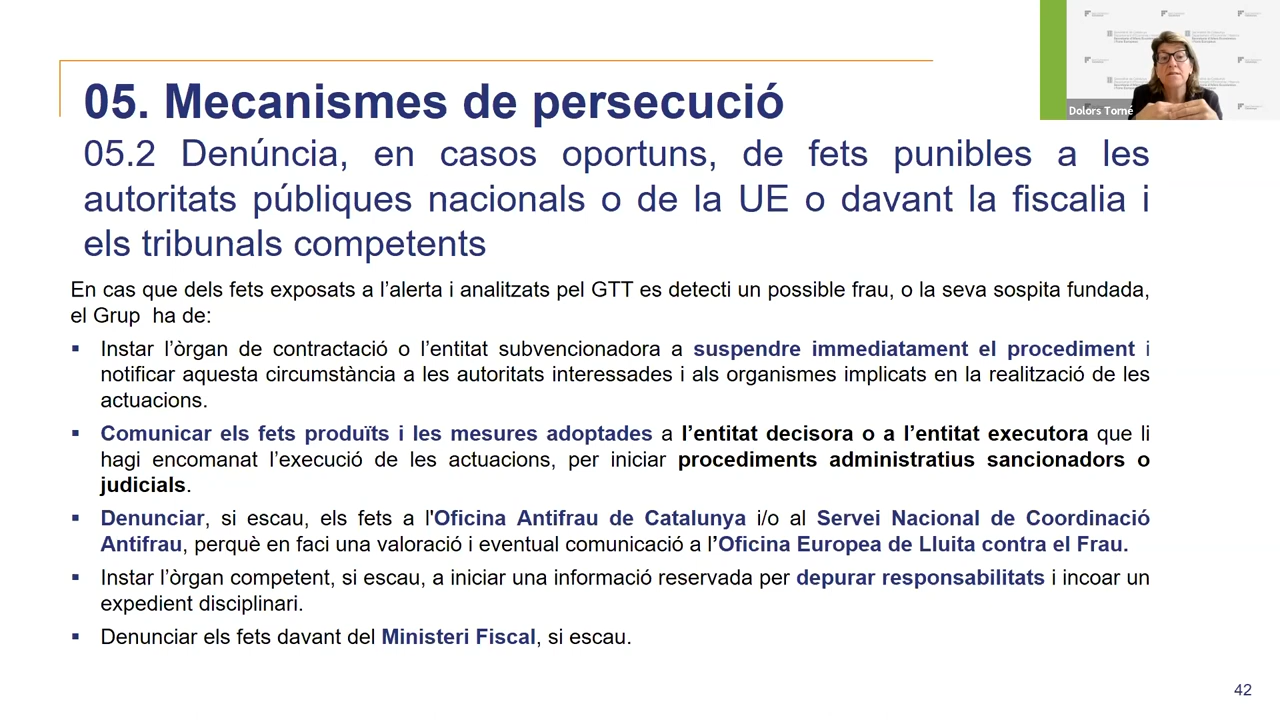 05. Mecanismes de persecució
05.2 Denúncia, en casos oportuns, de fets punibles a les
autoritats públiques nacionals o de la UE o davant la fiscalia i
els tribunals competents
En cas que dels fets exposats a l’alerta i analitzats pel GTT es detecti un possible frau, o la seva sospita fundada,
el Grup ha de:
▪ Instar l’òrgan de contractació o l’entitat subvencionadora a suspendre immediatament el procediment i
notificar aquesta circumstància a les autoritats interessades i als organismes implicats en la realització de les
actuacions.
▪ Comunicar els fets produïts i les mesures adoptades a l’entitat decisora o a l’entitat executora que li
hagi encomanat l’execució de les actuacions, per iniciar procediments administratius sancionadors o
judicials.
▪ Denunciar, si escau, els fets a l'Oficina Antifrau de Catalunya i/o al Servei Nacional de Coordinació
Antifrau, perquè en faci una valoració i eventual comunicació a l’Oficina Europea de Lluita contra el Frau.
▪ Instar l’òrgan competent, si escau, a iniciar una informació reservada per depurar responsabilitats i incoar un
expedient disciplinari.
▪ Denunciar els fets davant del Ministeri Fiscal, si escau.
Dolors Tomé
42